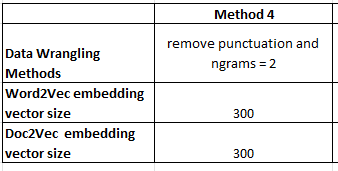 Method 4
Data Wrangling
Methods
remove punctuation and
ngrams = 2
Word2Vec embedding
vector size
300
Doc2Vec embedding
vector size
300